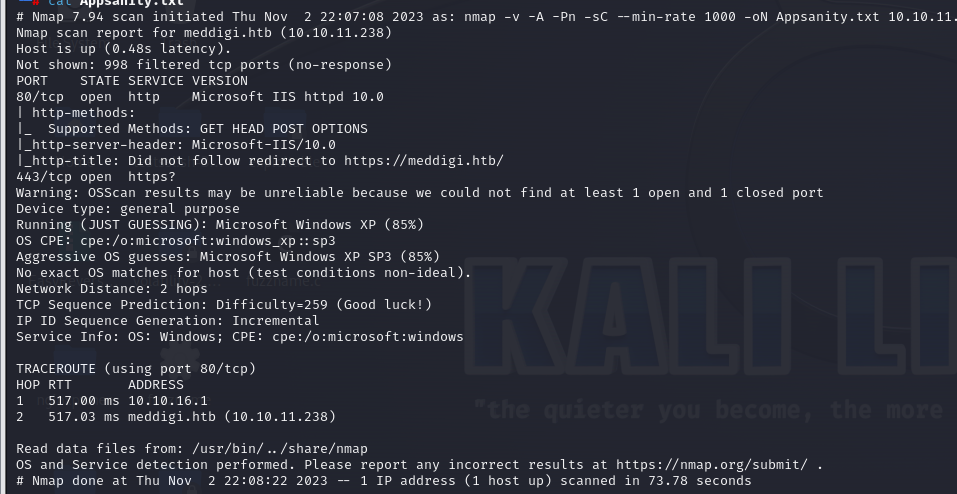 cat Appsanity.txt
# Nmap 7.94 scan initiated Thu Nov  2 22:07:08 2023 as: nmap -v -A -Pn -sC --min-rate 1000 -oN Appsanity.txt 10.10.11.
Nmap scan report for meddigi.htb (10.10.11.238)
Host is up (0.48s latency).
Not shown: 998 filtered tcp ports (no-response)
PORT    STATE SERVICE VERSION
80/tcp  open  http    Microsoft IIS httpd 10.0
| http-methods:
|_  Supported Methods: GET HEAD POST OPTIONS
|_http-server-header: Microsoft-IIS/10.0
|_http-title: Did not follow redirect to https://meddigi.htb/
443/tcp open  https?
Warning: OSScan results may be unreliable because we could not find at least 1 open and 1 closed port
Device type: general purpose
Running (JUST GUESSING): Microsoft Windows XP (85%)
OS CPE: cpe:/o:microsoft:windows_xp::sp3
Aggressive OS guesses: Microsoft Windows XP SP3 (85%)
No exact OS matches for host (test conditions non-ideal).
Network Distance: 2 hops
TCP Sequence Prediction: Difficulty=259 (Good luck!)
IP ID Sequence Generation: Incremental
Service Info: OS: Windows; CPE: cpe:/o:microsoft:windows
KALI LI
"the quieter you become, the more
TRACEROUTE (using port 80/tcp)
HOP RTT       ADDRESS
1   517.00 ms 10.10.16.1
2   517.03 ms meddigi.htb (10.10.11.238)
Read data files from: /usr/bin/../share/nmap
OS and Service detection performed. Please report any incorrect results at https://nmap.org/submit/ .
# Nmap done at Thu Nov  2 22:08:22 2023 -- 1 IP address (1 host up) scanned in 73.78 seconds